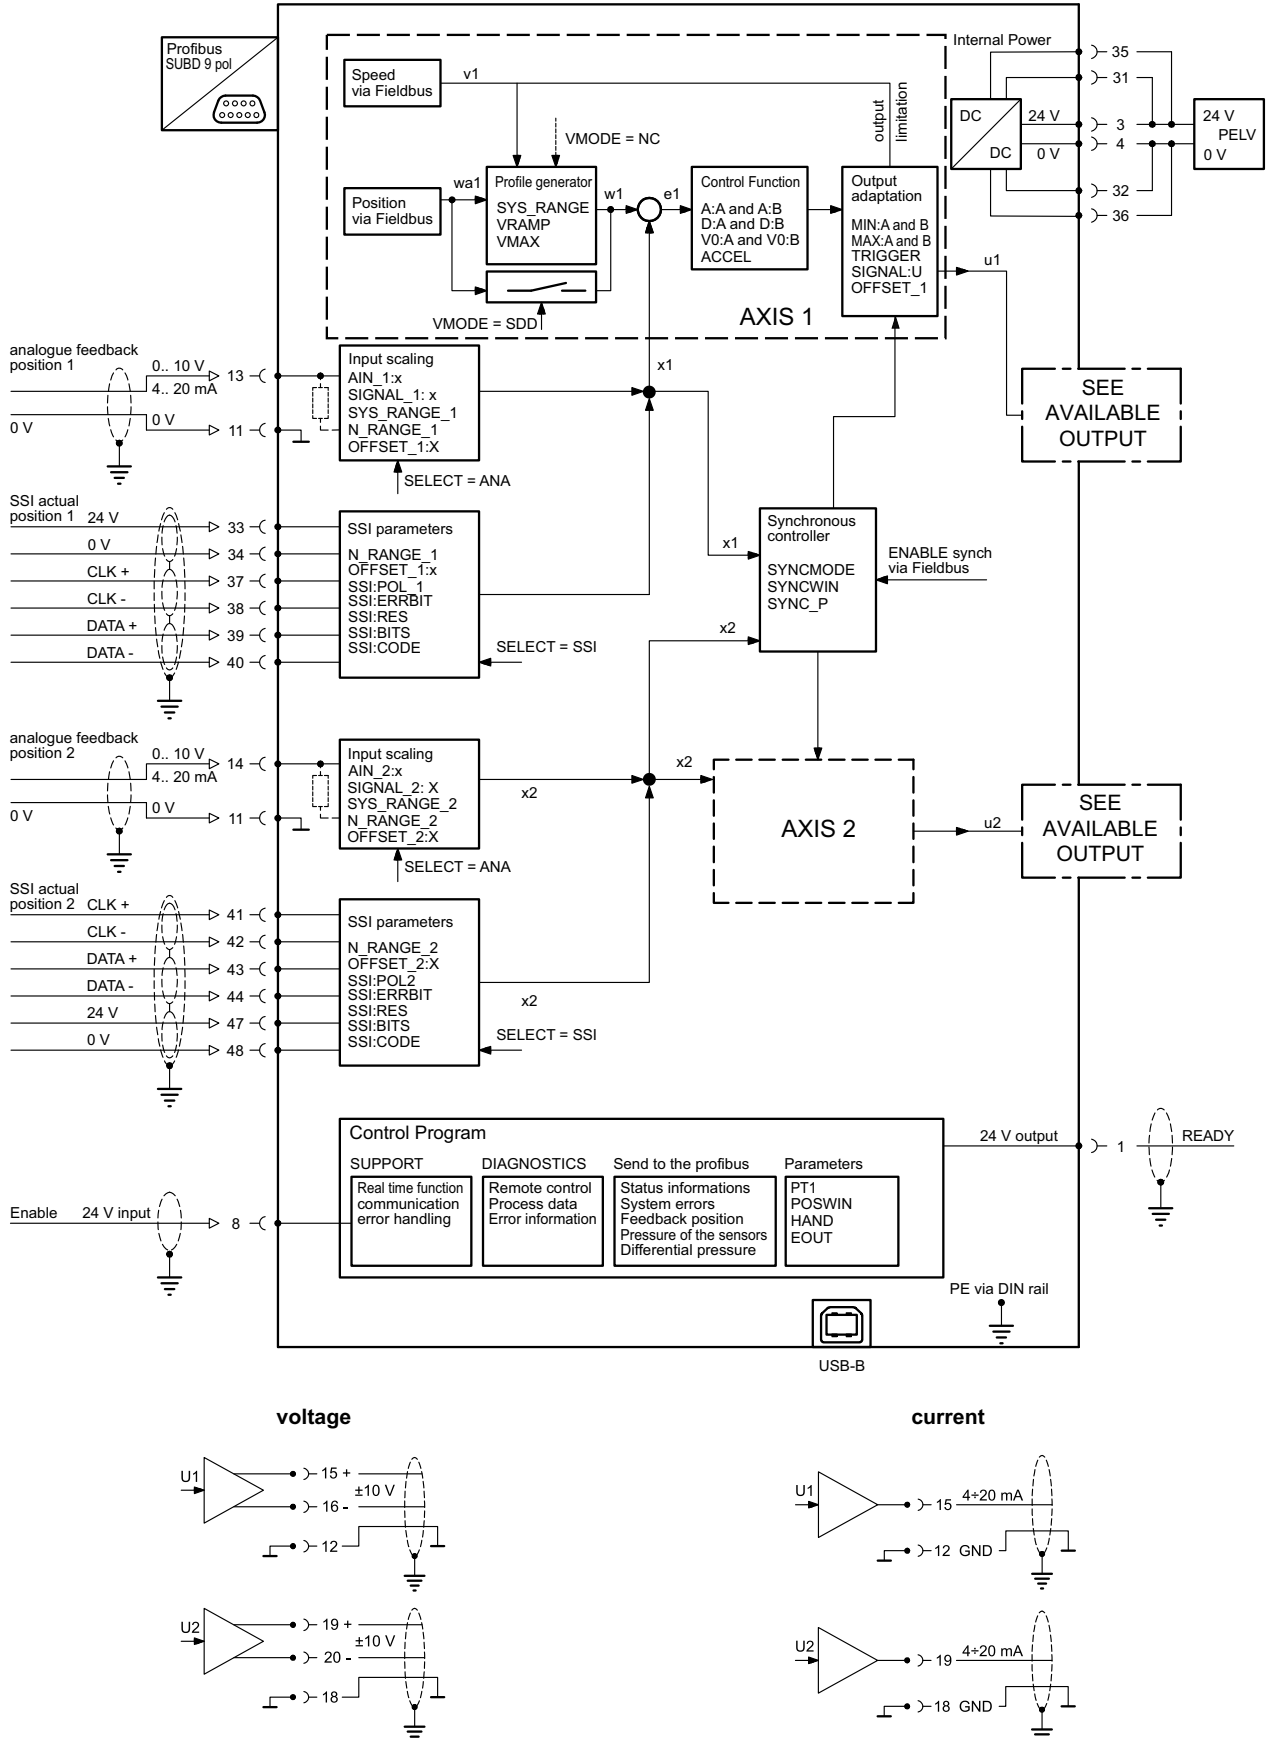 Profibus
SUBD 9 pol
Speed
via Fieldbus
v1
VMODE = NC
output
limitation
Internal Power
DC
DC
24 V
0 V
35
31
3
4
32
36
24 V
PELV
0 V
Position
via Fieldbus
wa1
Profile generator
SYS_RANGE
VRAMP
VMAX
w1
e1
Control Function
A:A and A:B
D:A and D:B
V0:A and V0:B
ACCEL
Output
adaptation
MIN:A and B
MAX:A and B
TRIGGER
SIGNAL:U
OFFSET_1
u1
VMODE = SDD
AXIS 1
analogue feedback
position 1
0.. 10 V
4.. 20 mA
13
0 V
0 V
11
Input scaling
AIN_1:x
SIGNAL_1: x
SYS_RANGE_1
N_RANGE_1
OFFSET_1:X
SELECT = ANA
x1
SEE
AVAILABLE
OUTPUT
SSI actual
position 1
24 V
33
0 V
34
CLK +
37
CLK -
38
DATA +
39
DATA -
40
SSI parameters
N_RANGE_1
OFFSET_1:x
SSI:POL_1
SSI:ERRBIT
SSI:RES
SSI:BITS
SSI:CODE
SELECT = SSI
x1
x2
Synchronous
controller
SYNCMODE
SYNCWIN
SYNC_P
ENABLE synch
via Fieldbus
analogue feedback
position 2
0.. 10 V
4.. 20 mA
14
0 V
0 V
11
Input scaling
AIN_2:x
SIGNAL_2: X
SYS_RANGE_2
N_RANGE_2
OFFSET_2:X
SELECT = ANA
x2
x2
AXIS 2
u2
SEE
AVAILABLE
OUTPUT
SSI actual
position 2
CLK +
41
CLK -
42
DATA +
43
DATA -
44
24 V
47
0 V
48
SSI parameters
N_RANGE_2
OFFSET_2:X
SSI:POL2
SSI:ERRBIT
SSI:RES
SSI:BITS
SSI:CODE
x2
SELECT = SSI
Control Program
SUPPORT
Real time function
communication
error handling
DIAGNOSTICS
Remote control
Process data
Error information
Send to the profibus
Status informations
System errors
Feedback position
Pressure of the sensors
Differential pressure
Parameters
PT1
POSWIN
HAND
EOUT
24 V output
1
READY
Enable
24 V input
8
PE via DIN rail
USB-B
voltage
U1
15 +
±10 V
16 -
12
U2
19 +
±10 V
20 -
18
current
U1
15
4÷20 mA
12 GND
U2
19
4÷20 mA
18 GND